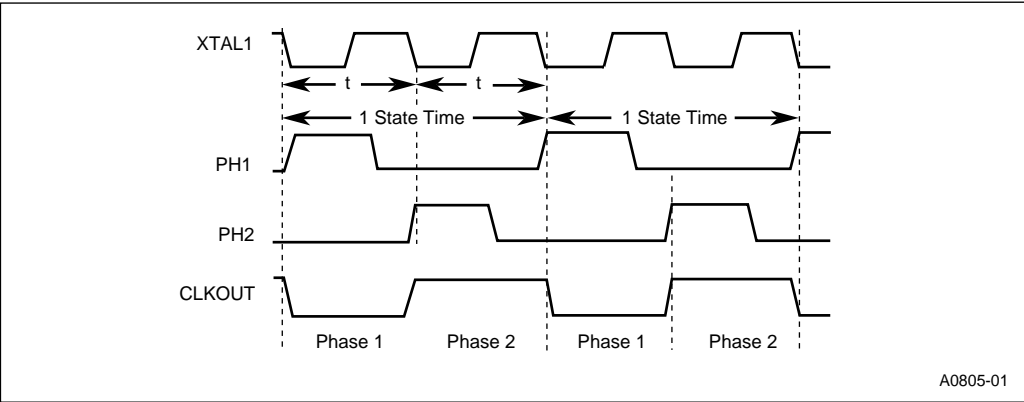 XTAL1
t t
1 State Time 1 State Time
PH1
PH2
CLKOUT
Phase 1 Phase 2 Phase 1 Phase 2
A0805-01